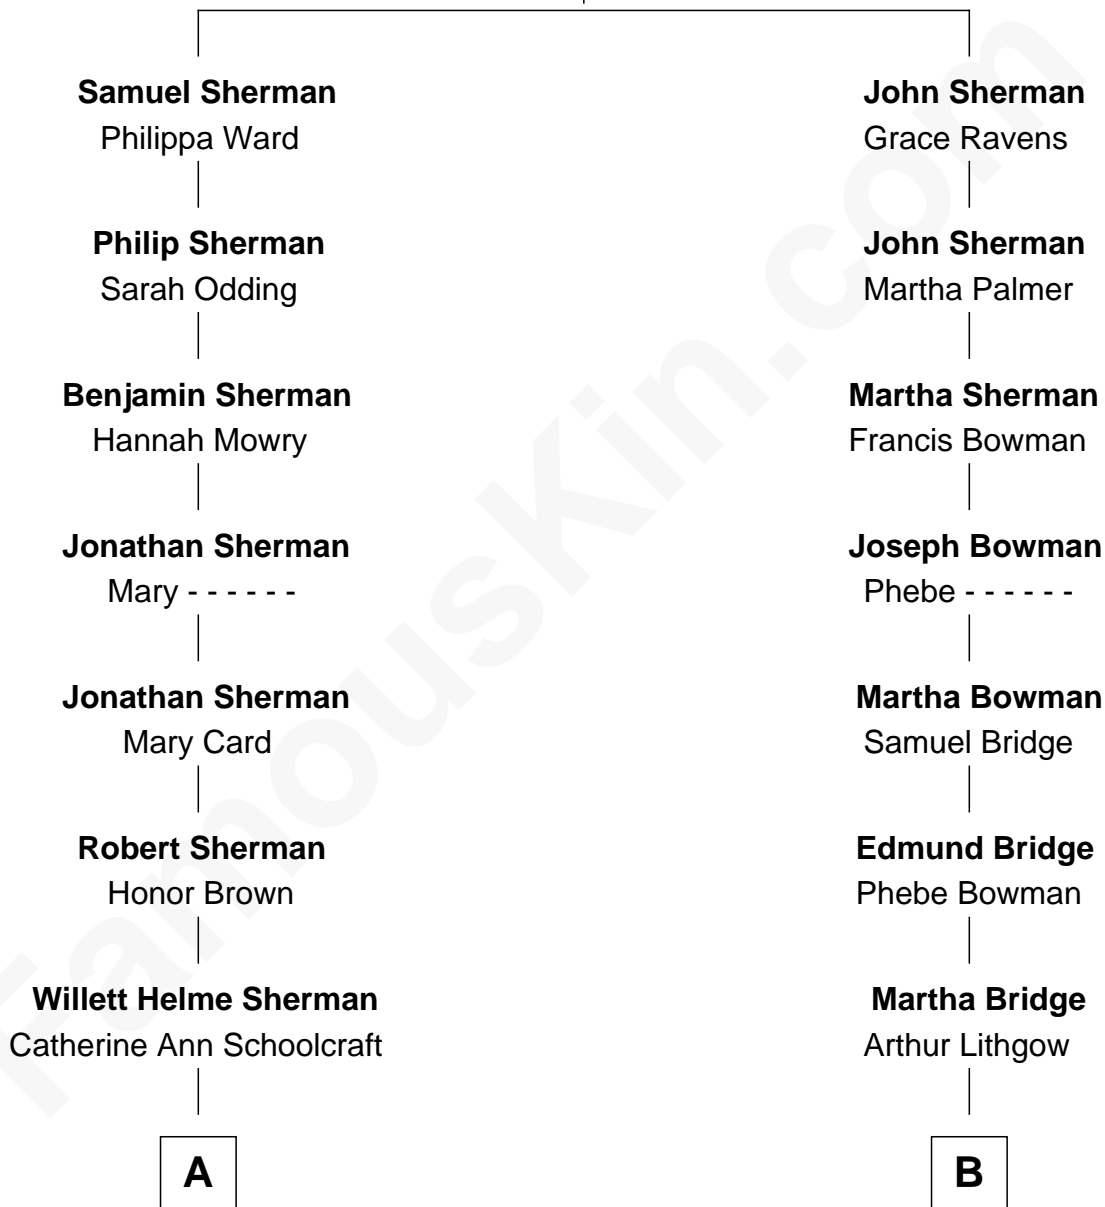 Samuel Sherman
Philippa Ward
Philip Sherman
Sarah Odding
Benjamin Sherman
Hannah Mowry
Jonathan Sherman
Mary - - - - - -
Jonathan Sherman
Mary Card
Robert Sherman
Honor Brown
Willett Helme Sherman
Catherine Ann Schoolcraft
A
John Sherman
Grace Ravens
John Sherman
Martha Palmer
Martha Sherman
Francis Bowman
Joseph Bowman
Phebe - - - - - -
Martha Bowman
Samuel Bridge
Edmund Bridge
Phebe Bowman
Martha Bridge
Arthur Lithgow
B
FamousKin.com